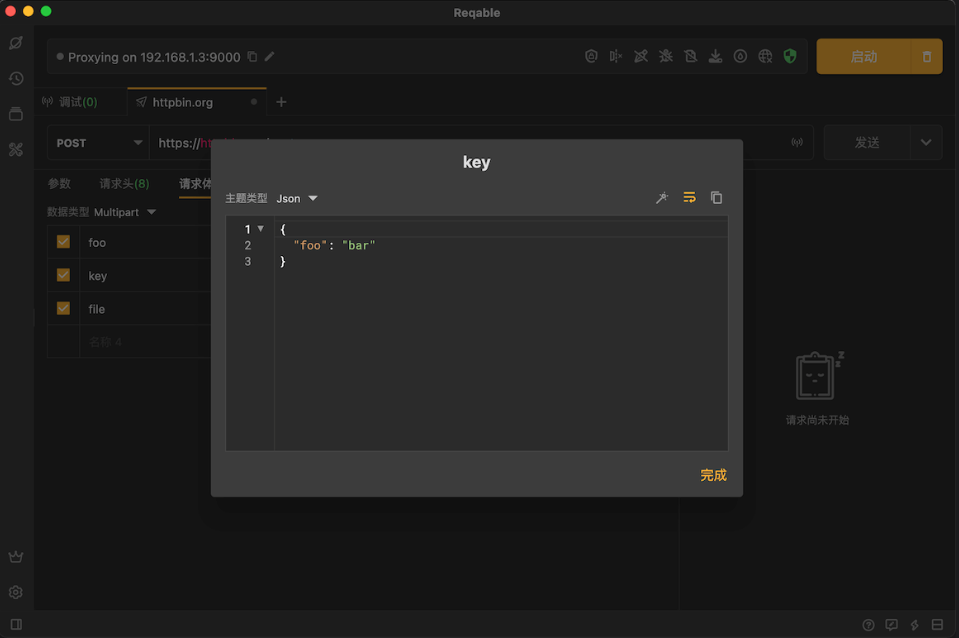 Reqable
Proxying on 192.168.1.3:9000
启动
调试(0)
httpbin.org
POST
https://
发送
参数
请求头(8)
请求体
数据类型 Multipart
foo
key
file
名称 4
key
主题类型 Json
1 {
2 "foo": "bar"
3 }
完成
请求尚未开始